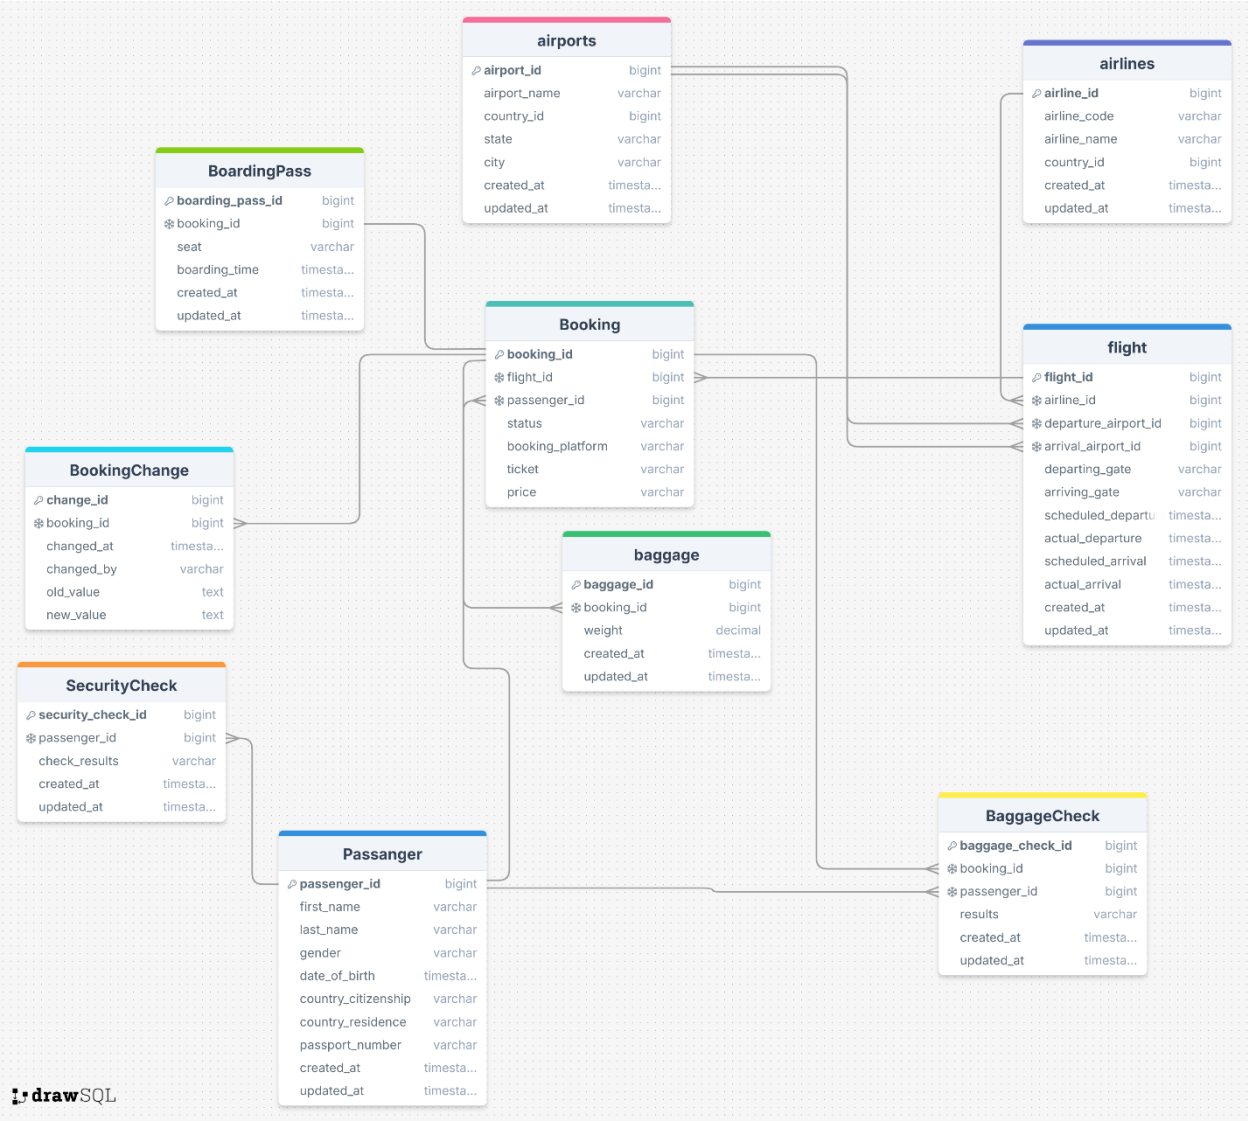 airports
airport_id bigint
airport_name varchar
country_id bigint
state varchar
city varchar
created_at timesta...
updated_at timesta...
airlines
airline_id bigint
airline_code varchar
airline_name varchar
country_id bigint
created_at timesta...
updated_at timesta...
BoardingPass
boarding_pass_id bigint
booking_id bigint
seat varchar
boarding_time timesta...
created_at timesta...
updated_at timesta...
Booking
booking_id bigint
flight_id bigint
passenger_id bigint
status varchar
booking_platform varchar
ticket varchar
price varchar
flight
flight_id bigint
airline_id bigint
departure_airport_id bigint
arrival_airport_id bigint
departing_gate varchar
arriving_gate varchar
scheduled_departu timesta...
actual_departure timesta...
scheduled_arrival timesta...
actual_arrival timesta...
created_at timesta...
updated_at timesta...
BookingChange
change_id bigint
booking_id bigint
changed_at timesta...
changed_by varchar
old_value text
new_value text
baggage
baggage_id bigint
booking_id bigint
weight decimal
created_at timesta...
updated_at timesta...
SecurityCheck
security_check_id bigint
passenger_id bigint
check_results varchar
created_at timesta...
updated_at timesta...
Passanger
passenger_id bigint
first_name varchar
last_name varchar
gender varchar
date_of_birth timesta...
country_citizenship varchar
country_residence varchar
passport_number varchar
created_at timesta...
updated_at timesta...
BaggageCheck
baggage_check_id bigint
booking_id bigint
passenger_id bigint
results varchar
created_at timesta...
updated_at timesta...
drawSQL